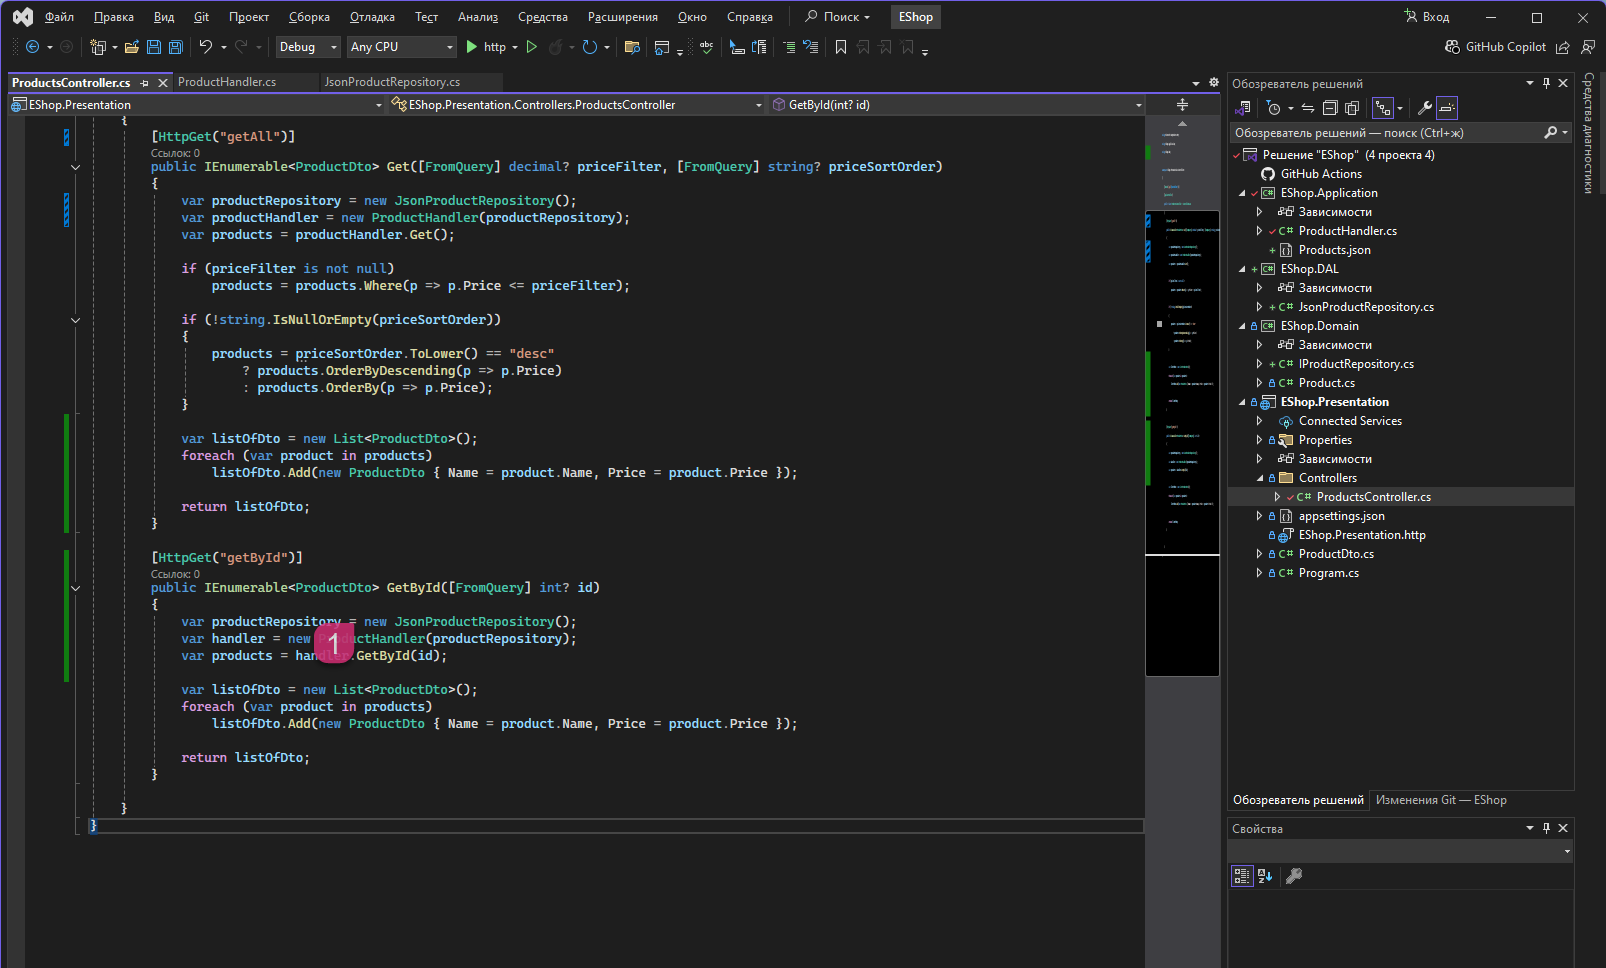 Файл Правка Вид Git Проект Сборка Отладка Тест Анализ Средства Расширения Окно Справка Поиск EShop Вход
Debug Any CPU http abc GitHub Copilot
ProductsController.cs ProductHandler.cs JsonProductRepository.cs
EShop.Presentation EShop.Presentation.Controllers.ProductsController GetById(int? id)
{
[HttpGet("getAll")]
Ссылок: 0
public IEnumerable<ProductDto> Get([FromQuery] decimal? priceFilter, [FromQuery] string? priceSortOrder)
{
var productRepository = new JsonProductRepository();
var productHandler = new ProductHandler(productRepository);
var products = productHandler.Get();
if (priceFilter is not null)
products = products.Where(p => p.Price <= priceFilter);
if (!string.IsNullOrEmpty(priceSortOrder))
{
products = priceSortOrder.ToLower() == "desc"
? products.OrderByDescending(p => p.Price)
: products.OrderBy(p => p.Price);
}
var listOfDto = new List<ProductDto>();
foreach (var product in products)
listOfDto.Add(new ProductDto { Name = product.Name, Price = product.Price });
return listOfDto;
}
[HttpGet("getById")]
Ссылок: 0
public IEnumerable<ProductDto> GetById([FromQuery] int? id)
{
var productRepository = new JsonProductRepository();
var handler = new ProductHandler(productRepository);
var products = handler.GetById(id);
1
var listOfDto = new List<ProductDto>();
foreach (var product in products)
listOfDto.Add(new ProductDto { Name = product.Name, Price = product.Price });
return listOfDto;
}
}
}
Обозреватель решений
Обозреватель решений — поиск (Ctrl+ж)
Решение "EShop" (4 проекта 4)
GitHub Actions
EShop.Application
Зависимости
C# ProductHandler.cs
Products.json
EShop.DAL
Зависимости
C# JsonProductRepository.cs
EShop.Domain
Зависимости
C# IProductRepository.cs
C# Product.cs
EShop.Presentation
Connected Services
Properties
Зависимости
Controllers
C# ProductsController.cs
appsettings.json
EShop.Presentation.http
C# ProductDto.cs
C# Program.cs
Обозреватель решений Изменения Git — EShop
Свойства
Средства диагностики